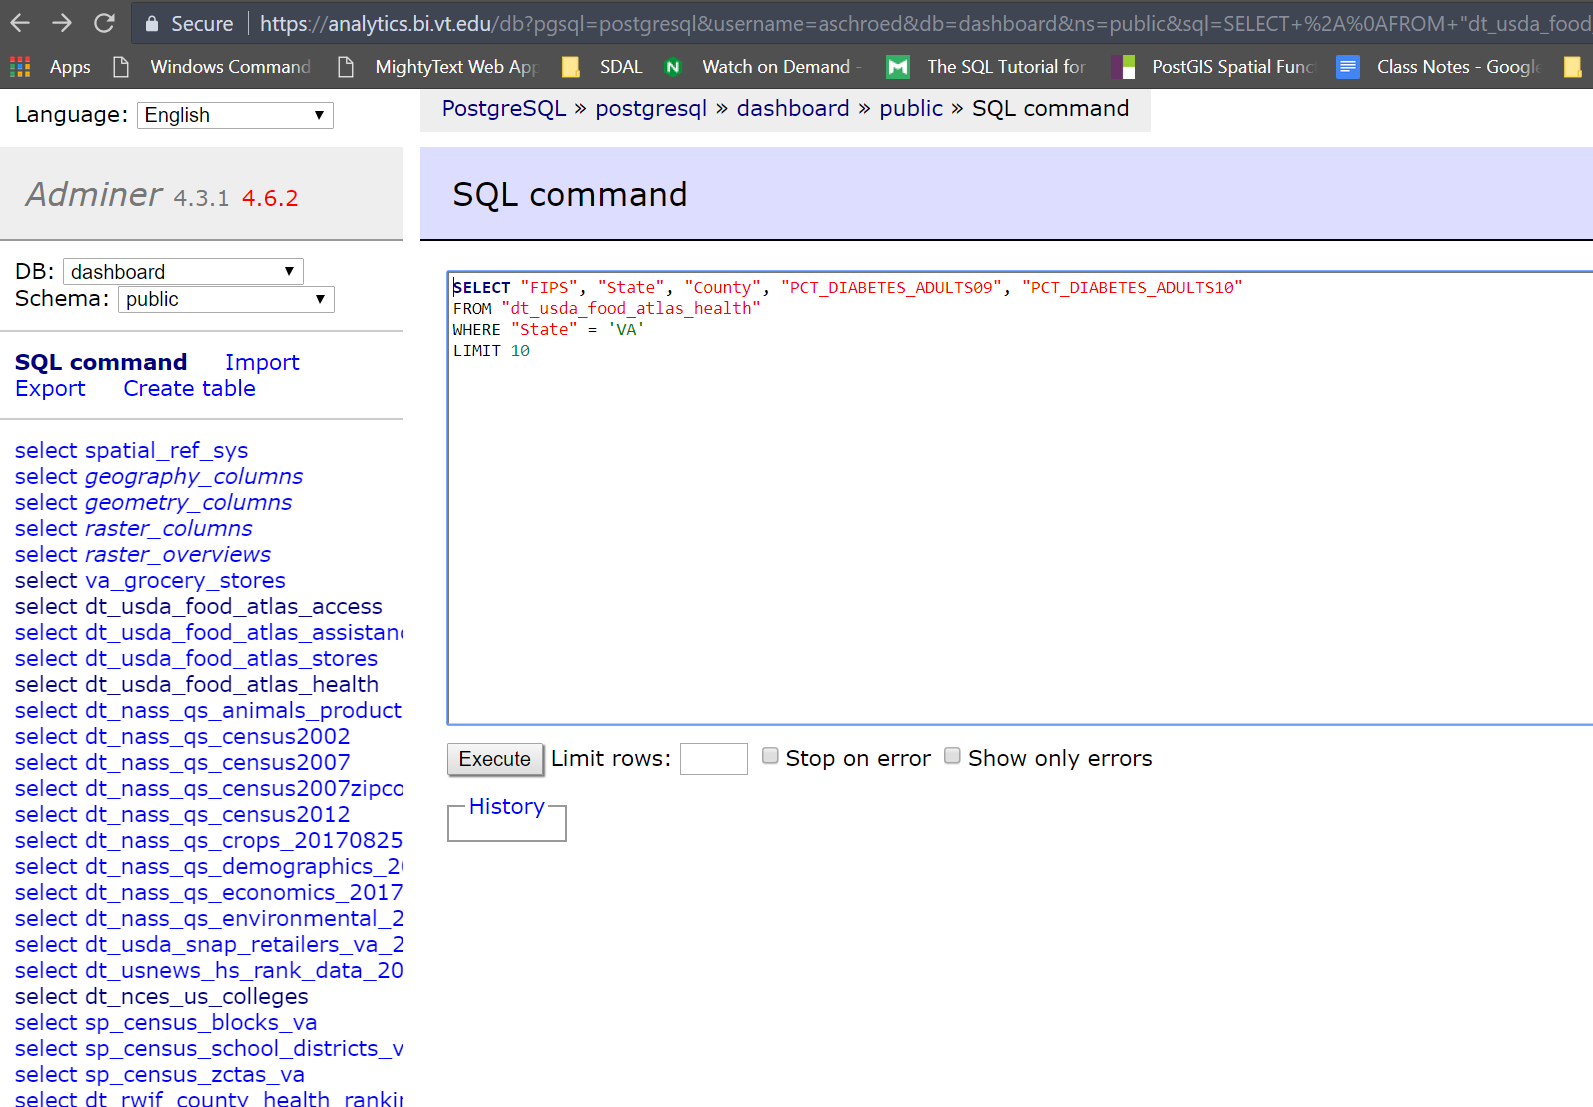 Secure https://analytics.bi.vt.edu/db?pgsql=postgresql&username=aschroed&db=dashboard&ns=public&sql=SELECT+%2A%0AFROM+"dt_usda_food_
Apps Windows Command MightyText Web App SDAL Watch on Demand - The SQL Tutorial for PostGIS Spatial Func Class Notes - Google
Language: English
PostgreSQL » postgresql » dashboard » public » SQL command
Adminer 4.3.1 4.6.2
SQL command
DB: dashboard
Schema: public
SQL command Import
Export Create table
select spatial_ref_sys
select geography_columns
select geometry_columns
select raster_columns
select raster_overviews
select va_grocery_stores
select dt_usda_food_atlas_access
select dt_usda_food_atlas_assistanc
select dt_usda_food_atlas_stores
select dt_usda_food_atlas_health
select dt_nass_qs_animals_product
select dt_nass_qs_census2002
select dt_nass_qs_census2007
select dt_nass_qs_census2007zipco
select dt_nass_qs_census2012
select dt_nass_qs_crops_20170825
select dt_nass_qs_demographics_20
select dt_nass_qs_economics_2017
select dt_nass_qs_environmental_2
select dt_usda_snap_retailers_va_2
select dt_usnews_hs_rank_data_20
select dt_nces_us_colleges
select sp_census_blocks_va
select sp_census_school_districts_v
select sp_census_zctas_va
select dt_rwjf_county_health_rankin
SELECT "FIPS", "State", "County", "PCT_DIABETES_ADULTS09", "PCT_DIABETES_ADULTS10"
FROM "dt_usda_food_atlas_health"
WHERE "State" = 'VA'
LIMIT 10
Execute Limit rows: Stop on error Show only errors
History